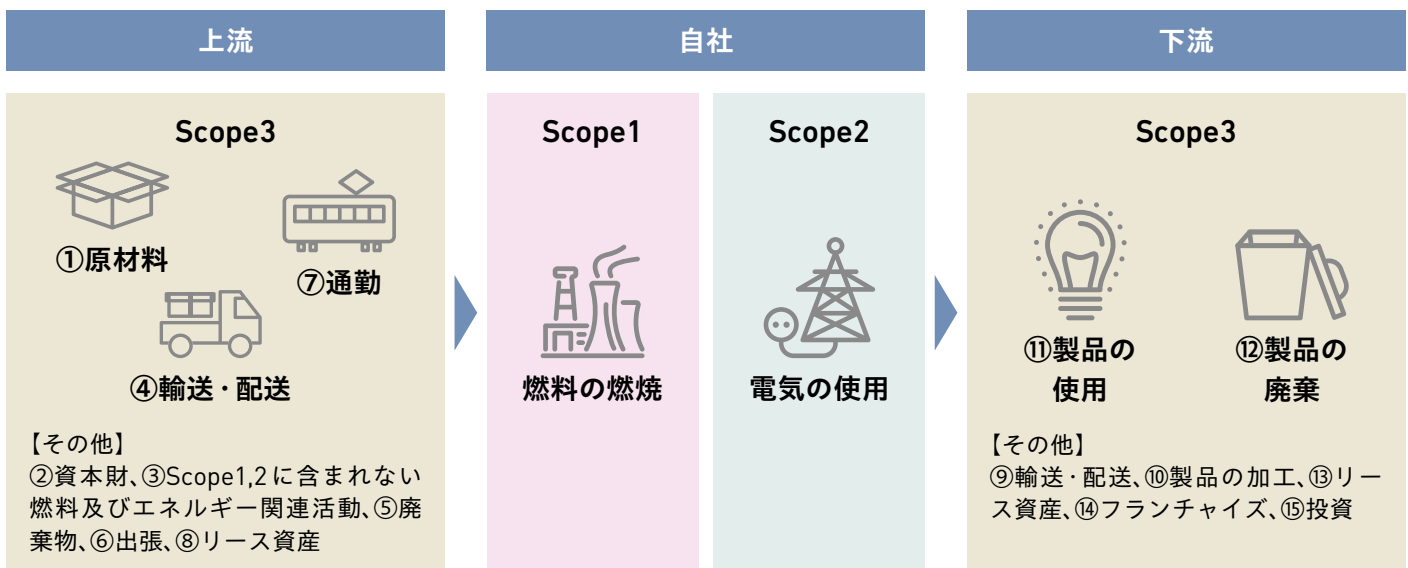 上流
Scope3
①原材料
⑦通勤
④輸送・配送
【その他】
②資本財、③Scope1,2に含まれない
燃料及びエネルギー関連活動、⑤廃
棄物、⑥出張、⑧リース資産
自社
Scope1
燃料の燃焼
Scope2
電気の使用
下流
Scope3
⑪製品の
使用
⑫製品の
廃棄
【その他】
⑨輸送・配送、⑩製品の加工、⑬リー
ス資産、⑭フランチャイズ、⑮投資